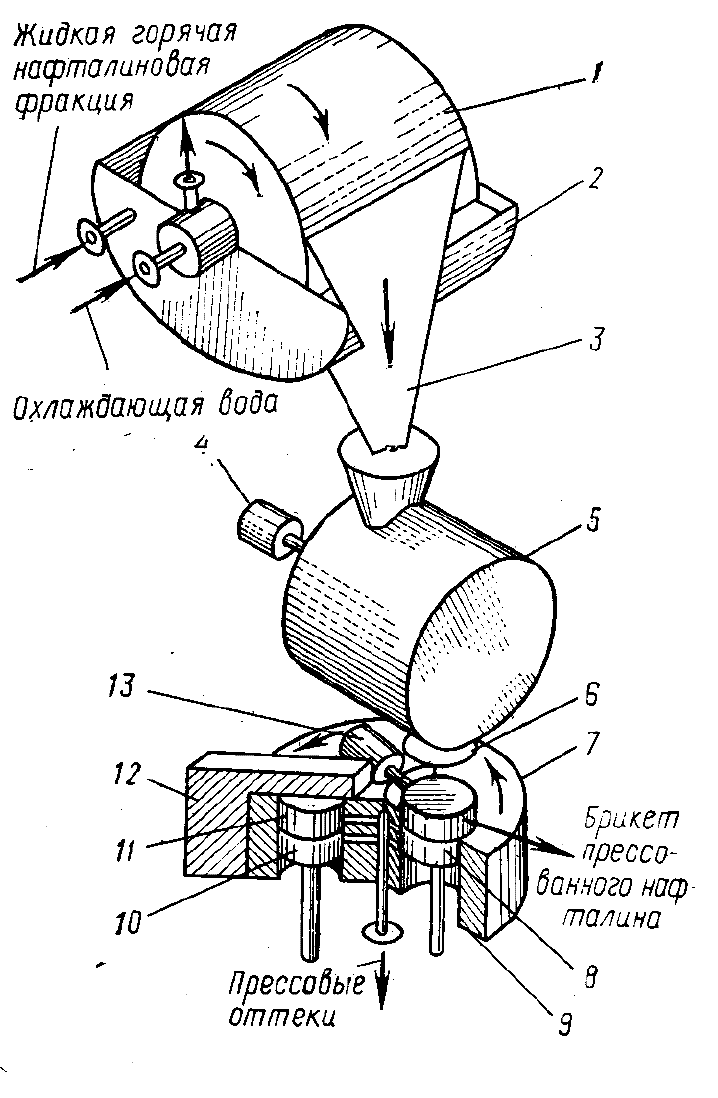 Жидкая горячая
нафталиновая
фракция
1
2
3
Охлаждающая вода
4
5
13
6
7
12
11
10
Брикет
прессо-
ванного наф-
талина
Прессовые
оттеки
8
9